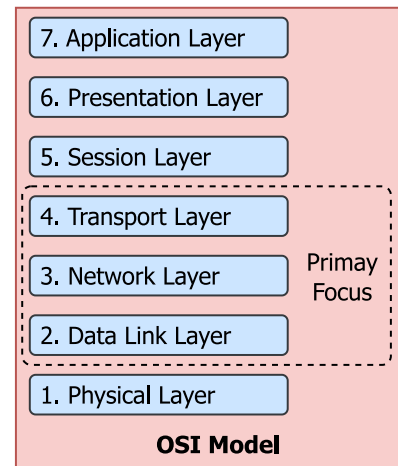 7. Application Layer
6. Presentation Layer
5. Session Layer
4. Transport Layer
3. Network Layer
Primay
Focus
2. Data Link Layer
1. Physical Layer
OSI Model